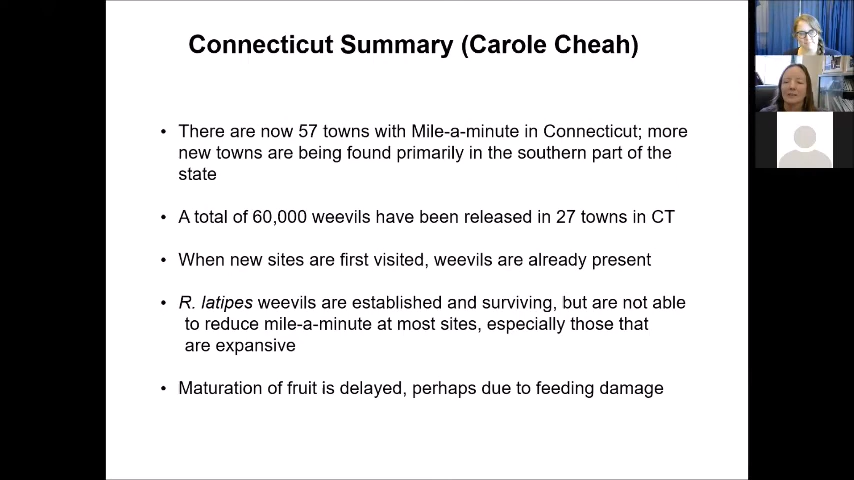 Connecticut Summary (Carole Cheah)
• There are now 57 towns with Mile-a-minute in Connecticut; more
new towns are being found primarily in the southern part of the
state
• A total of 60,000 weevils have been released in 27 towns in CT
• When new sites are first visited, weevils are already present
• R. latipes weevils are established and surviving, but are not able
to reduce mile-a-minute at most sites, especially those that
are expansive
• Maturation of fruit is delayed, perhaps due to feeding damage